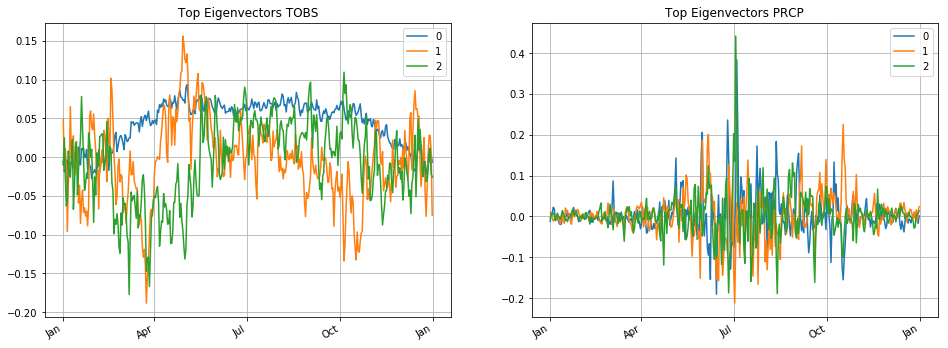 Top Eigenvectors TOBS
0.15
0.10
0.05
0.00
−0.05
−0.10
−0.15
−0.20
Jan
Apr
Jul
Oct
Jan
0
1
2
Top Eigenvectors PRCP
0.4
0.3
0.2
0.1
0.0
−0.1
−0.2
Jan
Apr
Jul
Oct
Jan
0
1
2